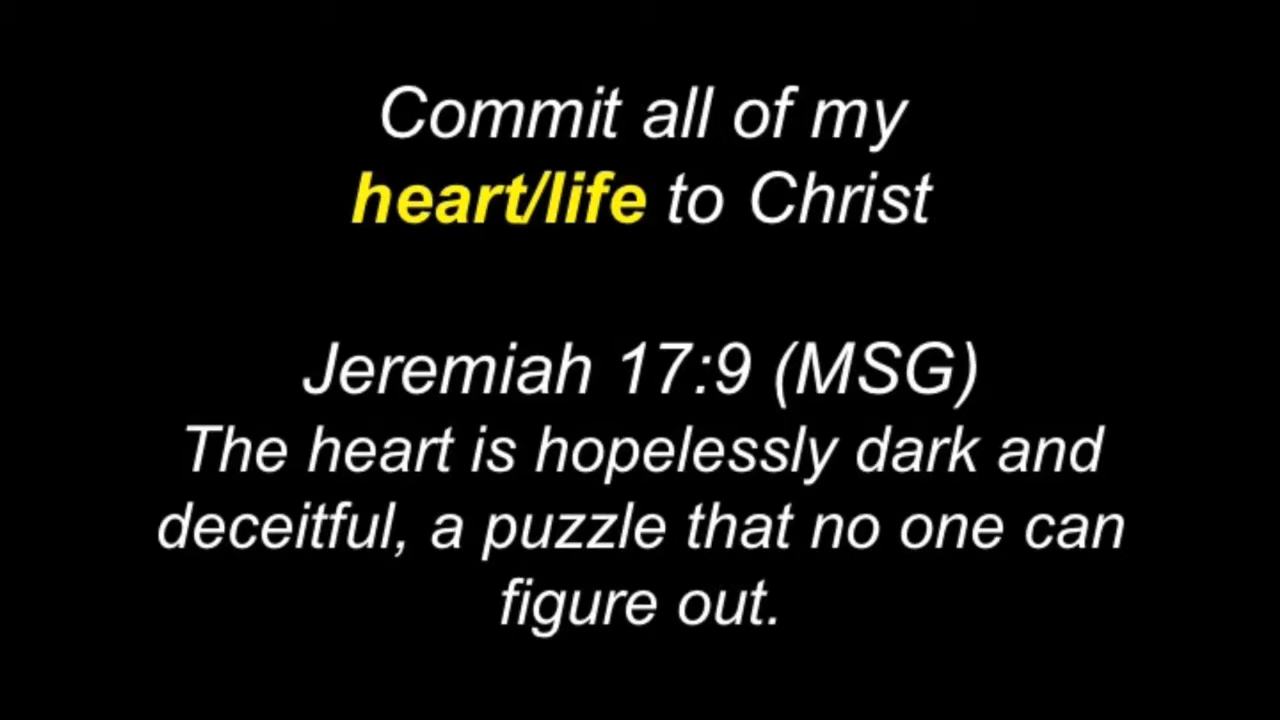 Commit all of my
heart/life to Christ
Jeremiah 17:9 (MSG)
The heart is hopelessly dark and
deceitful, a puzzle that no one can
figure out.